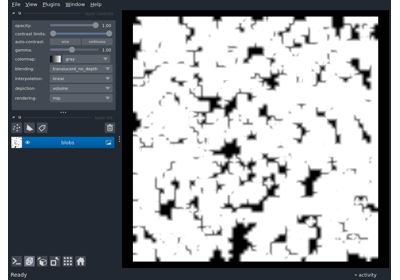 File View Plugins Window Help
opacity: 1.00
contrast limits:
auto-contrast: once continuous
gamma: 1.00
colormap: gray
blending: translucent_no_depth
interpolation: linear
depiction: volume
rendering: mip
blobs
Ready
activity